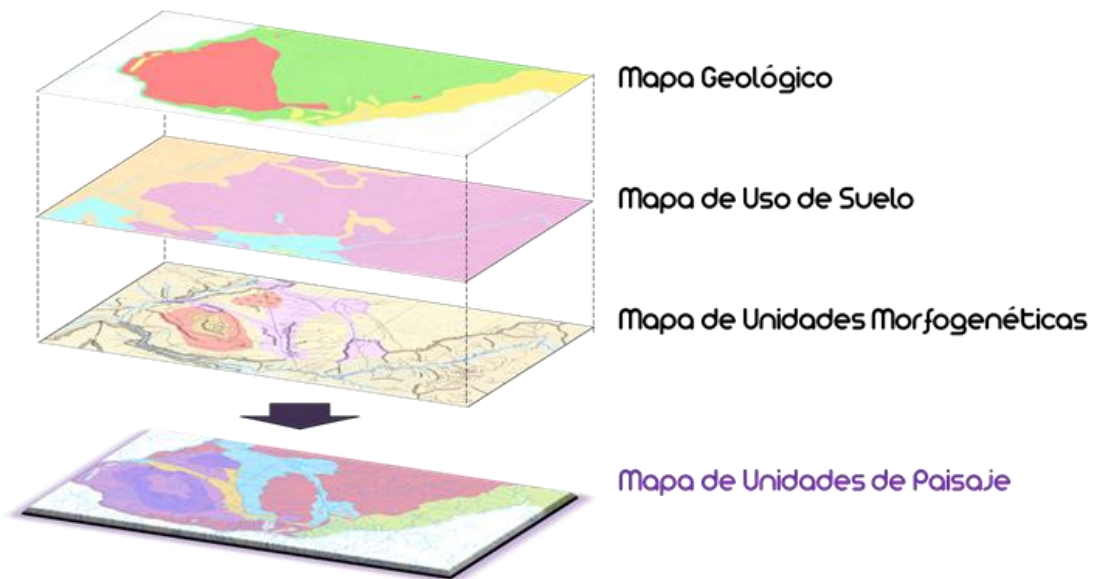 Mapa Geológico
Mapa de Uso de Suelo
Mapa de Unidades Morfogenéticas
Mapa de Unidades de Paisaje